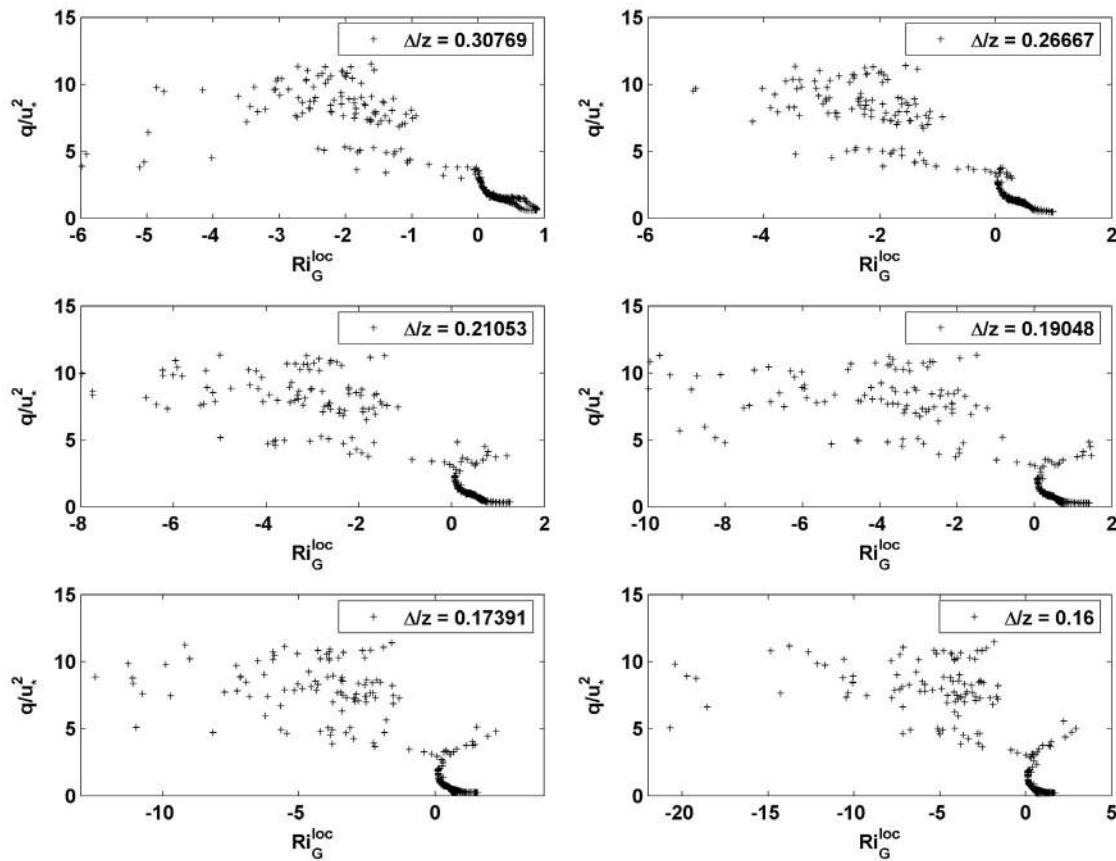 15
10
5
0
q/u*²
+ Δ/z = 0.30769
-6 -5 -4 -3 -2 -1 0 1
Ri_G^loc
15
10
5
0
q/u*²
+ Δ/z = 0.26667
-6 -4 -2 0 2
Ri_G^loc
15
10
5
0
q/u*²
+ Δ/z = 0.21053
-8 -6 -4 -2 0 2
Ri_G^loc
15
10
5
0
q/u*²
+ Δ/z = 0.19048
-10 -8 -6 -4 -2 0 2
Ri_G^loc
15
10
5
0
q/u*²
+ Δ/z = 0.17391
-10 -5 0
Ri_G^loc
15
10
5
0
q/u*²
+ Δ/z = 0.16
-20 -15 -10 -5 0 5
Ri_G^loc